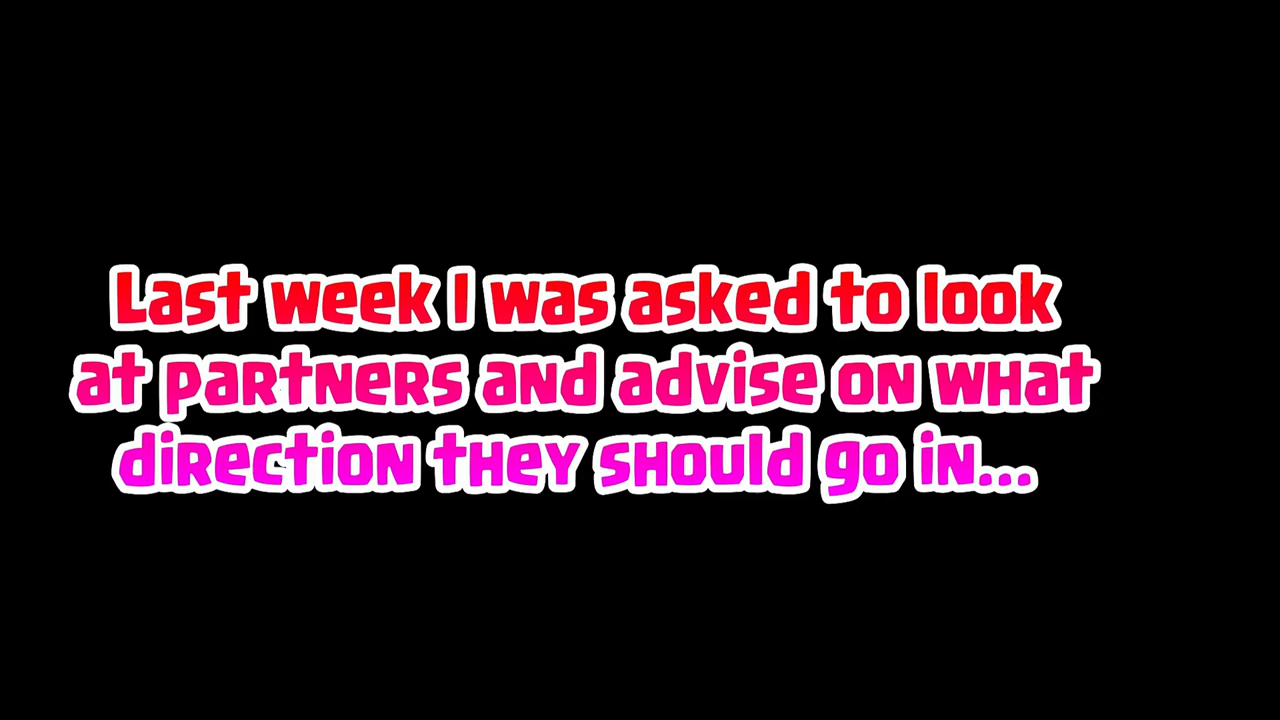 Last week I was asked to look
at partners and advise on what
direction they should go in...